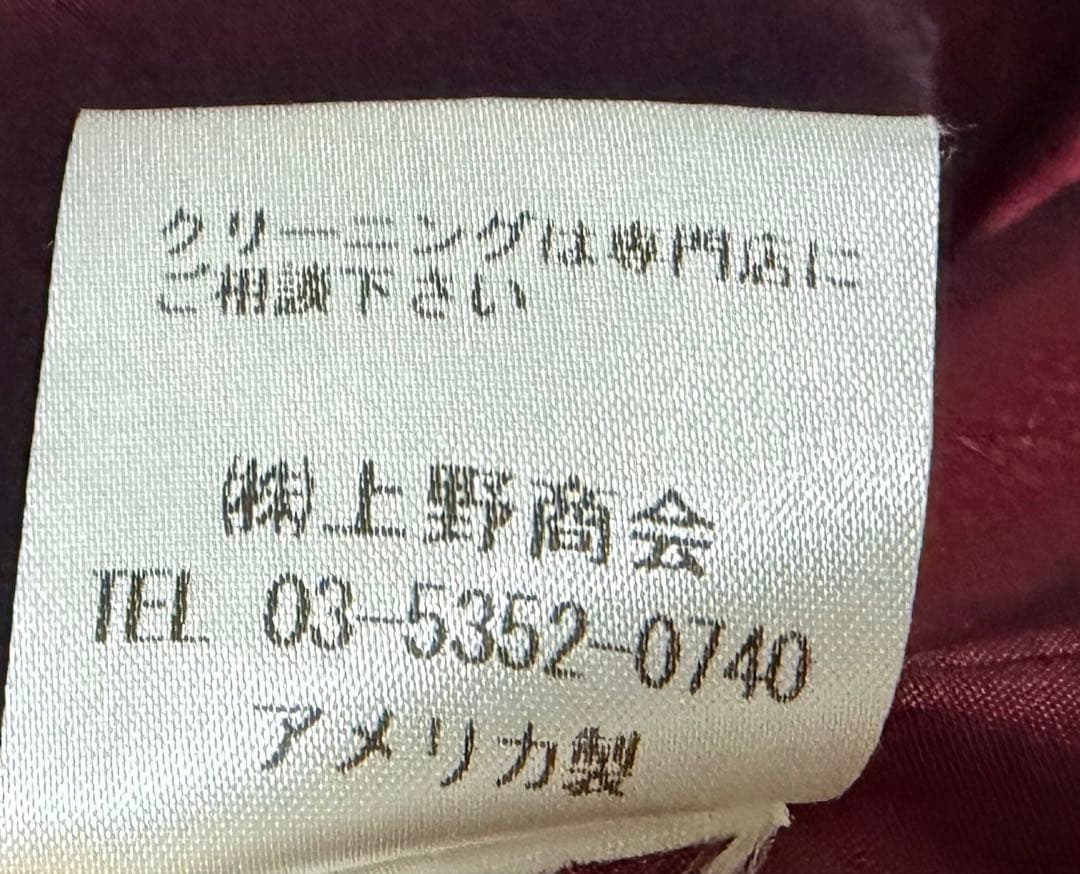 クリーニングは専門店に
ご相談下さい
㈱上野商会
TEL 03-5352-0740
アメリカ製